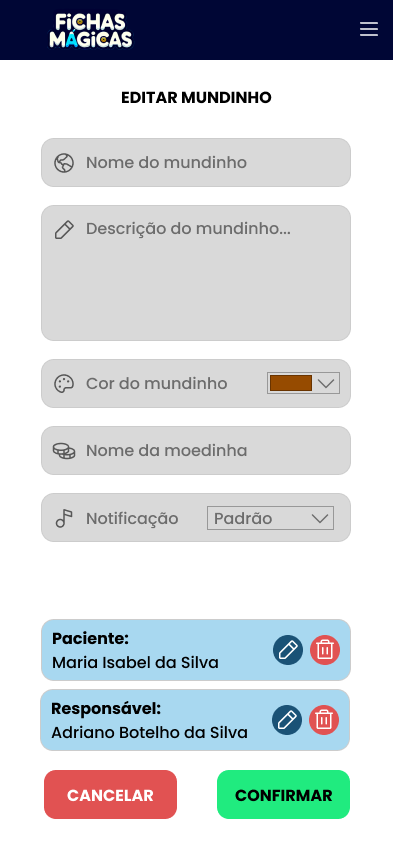 FiCHAS
MÁGiCAS
EDITAR MUNDINHO
Nome do mundinho
Descrição do mundinho...
Cor do mundinho
Nome da moedinha
Notificação Padrão
Paciente:
Maria Isabel da Silva
Responsável:
Adriano Botelho da Silva
CANCELAR CONFIRMAR